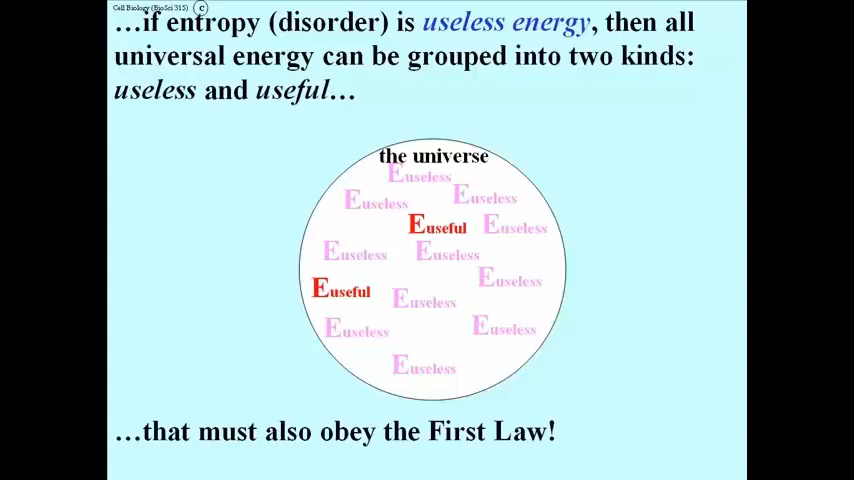 Cell Biology (BioSci 315) C
…if entropy (disorder) is useless energy, then all
universal energy can be grouped into two kinds:
useless and useful…
the universe
Euseless
Euseless
Euseless
Euseful
Euseless
Euseless
Euseless
Euseless
Euseful
Euseless
Euseless
Euseless
Euseless
…that must also obey the First Law!